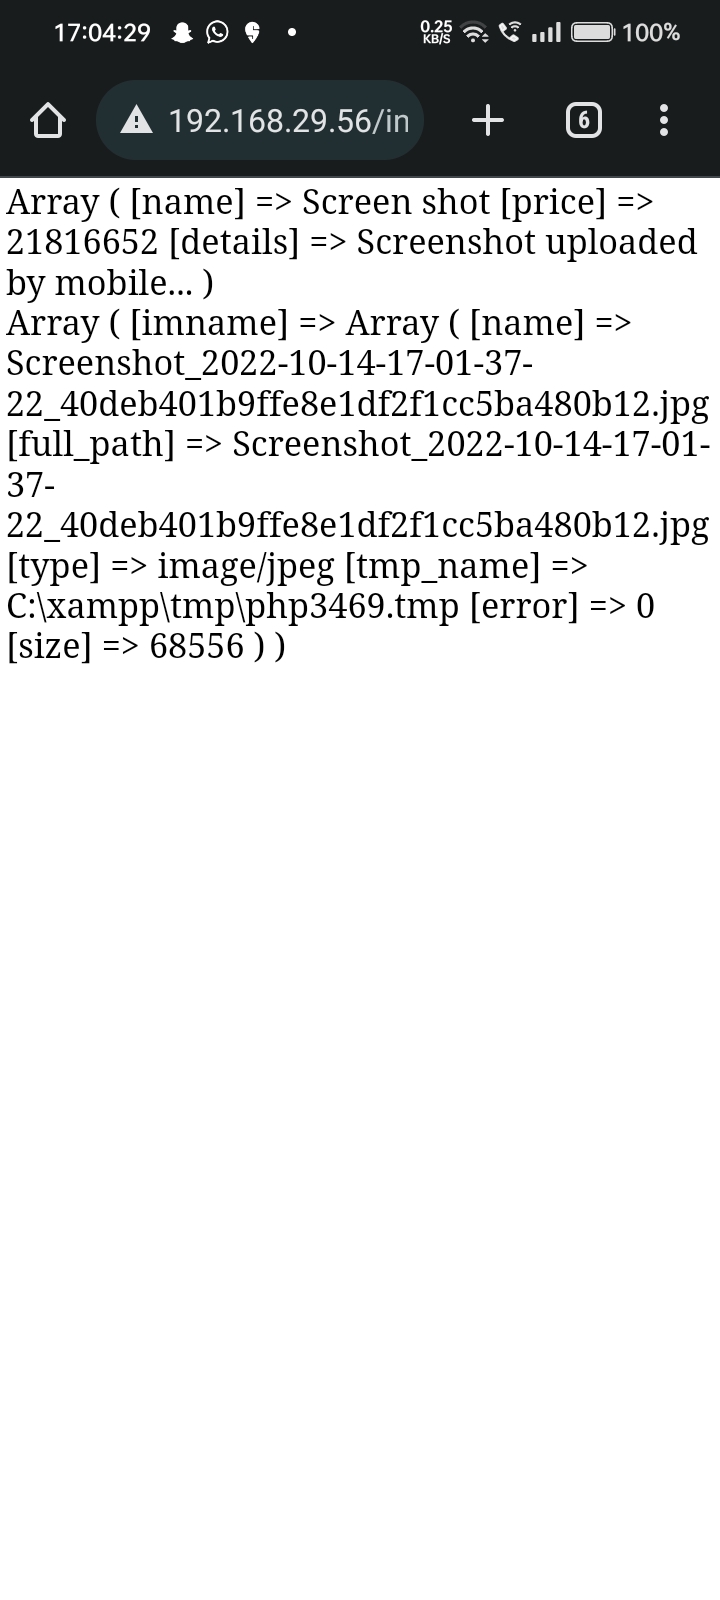 17:04:29 0.25 KB/S 100%
192.168.29.56/in 6
Array ( [name] => Screen shot [price] =>
21816652 [details] => Screenshot uploaded
by mobile... )
Array ( [imname] => Array ( [name] =>
Screenshot_2022-10-14-17-01-37-
22_40deb401b9ffe8e1df2f1cc5ba480b12.jpg
[full_path] => Screenshot_2022-10-14-17-01-
37-
22_40deb401b9ffe8e1df2f1cc5ba480b12.jpg
[type] => image/jpeg [tmp_name] =>
C:\xampp\tmp\php3469.tmp [error] => 0
[size] => 68556 ) )